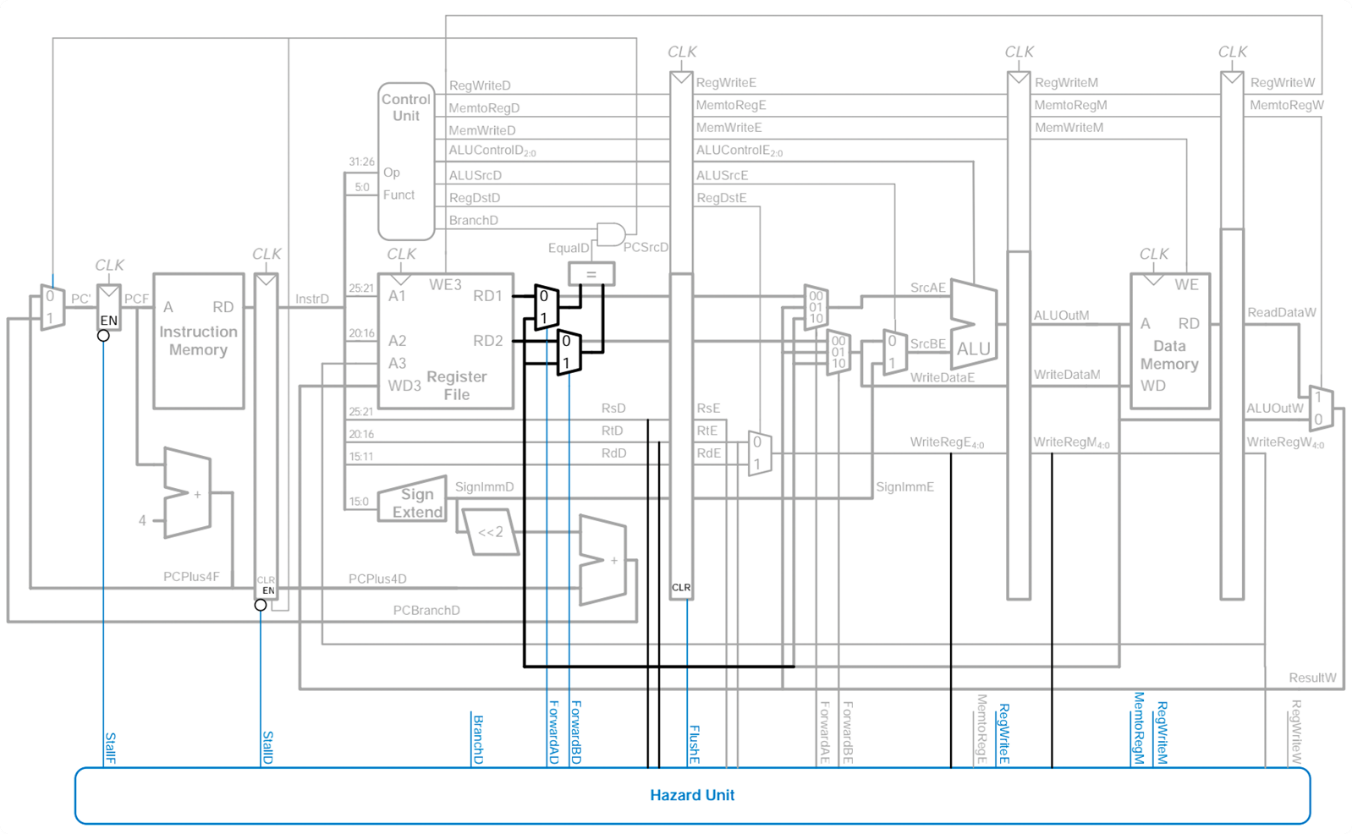 CLK
CLK
CLK
RegWriteD
RegWriteE
RegWriteM
RegWriteW
Control
Unit
MemtoRegD
MemtoRegE
MemtoRegM
MemtoRegW
MemWriteD
MemWriteE
MemWriteM
ALUControlD2:0
ALUControlE2:0
31:26
Op
ALUSrcD
ALUSrcE
5:0
Funct
RegDstD
RegDstE
BranchD
EqualD
PCSrcD
CLK
CLK
CLK
CLK
=
WE3
WE
0
1
PC'
EN
PCF
A
RD
Instruction
Memory
InstrD
25:21
A1
RD1
0
1
00
01
10
SrcAE
ALUOutM
A
RD
ReadDataW
20:16
A2
RD2
0
1
00
01
10
0
1
SrcBE
ALU
Data
Memory
A3
WD3
Register
File
WriteDataE
WriteDataM
WD
1
0
25:21
RsD
RsE
ALUOutW
20:16
RtD
RtE
0
1
WriteRegE4:0
WriteRegM4:0
WriteRegW4:0
15:11
RdD
RdE
15:0
Sign
Extend
SignImmD
SignImmE
+
4
<<2
+
PCPlus4F
CLR
EN
PCPlus4D
CLR
PCBranchD
ResultW
StallF
StallD
BranchD
ForwardAD
ForwardBD
FlushE
ForwardAE
ForwardBE
MemtoRegE
RegWriteE
MemtoRegM
RegWriteM
RegWriteW
Hazard Unit